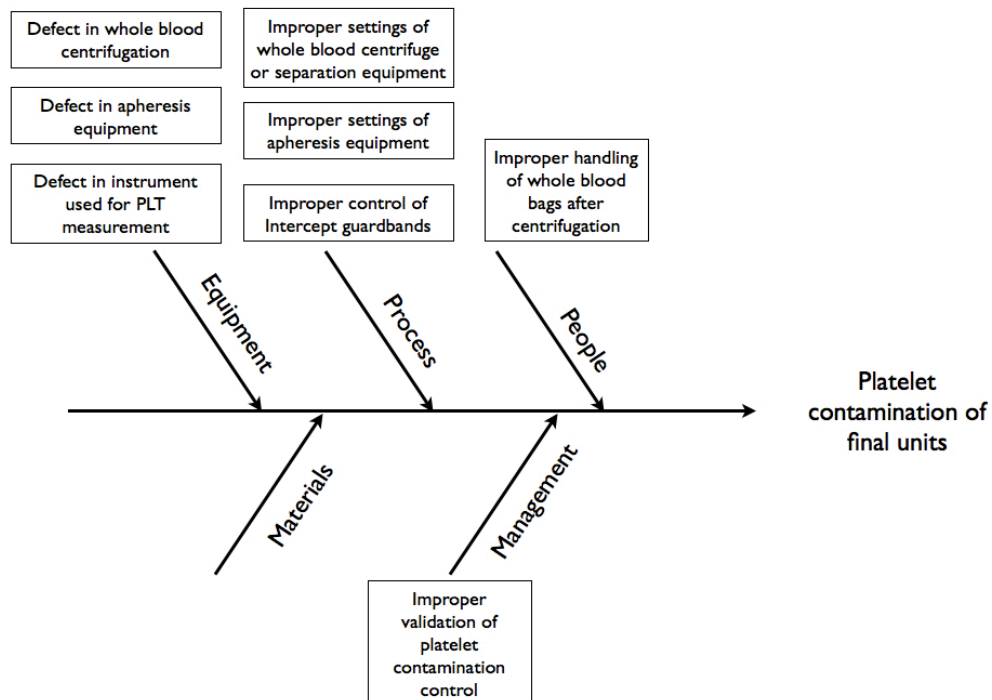 Defect in whole blood
centrifugation
Defect in apheresis
equipment
Defect in instrument
used for PLT
measurement
Improper settings of
whole blood centrifuge
or separation equipment
Improper settings of
apheresis equipment
Improper control of
Intercept guardbands
Improper handling
of whole blood
bags after
centrifugation
Equipment
Process
People
Platelet
contamination of
final units
Materials
Management
Improper
validation of
platelet
contamination
control